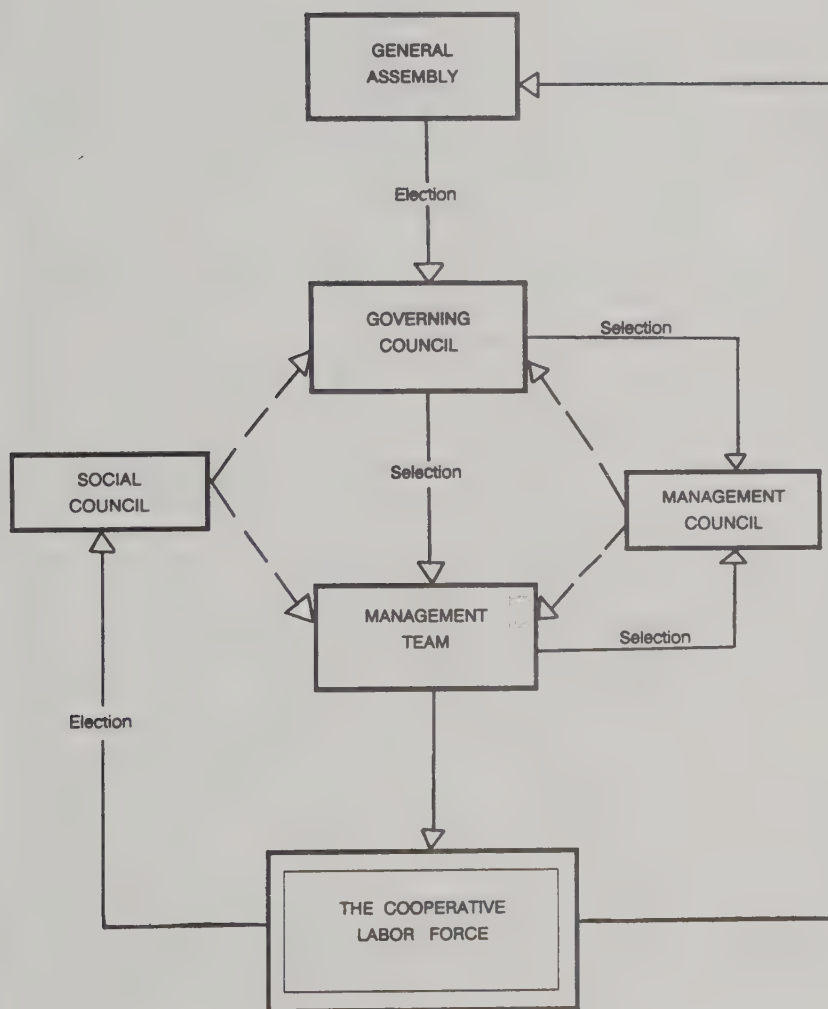 GENERAL
ASSEMBLY
Election
GOVERNING
COUNCIL
Selection
SOCIAL
COUNCIL
Selection
MANAGEMENT
COUNCIL
MANAGEMENT
TEAM
Selection
Election
THE COOPERATIVE
LABOR FORCE